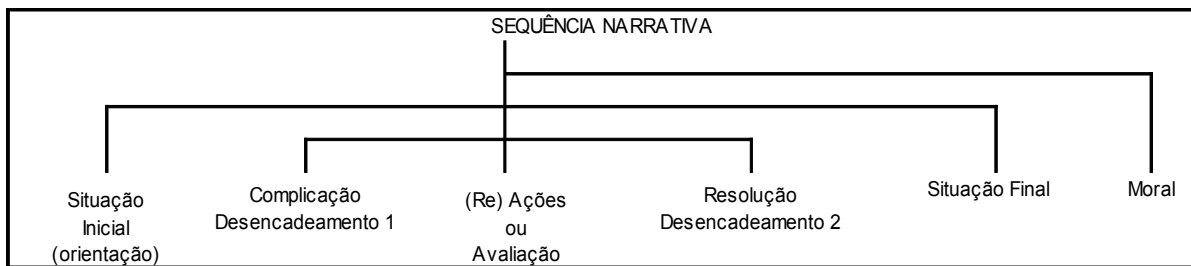 SEQUÊNCIA NARRATIVA
Situação
Inicial
(orientação)
Complicação
Desencadeamento 1
(Re) Ações
ou
Avaliação
Resolução
Desencadeamento 2
Situação Final
Moral